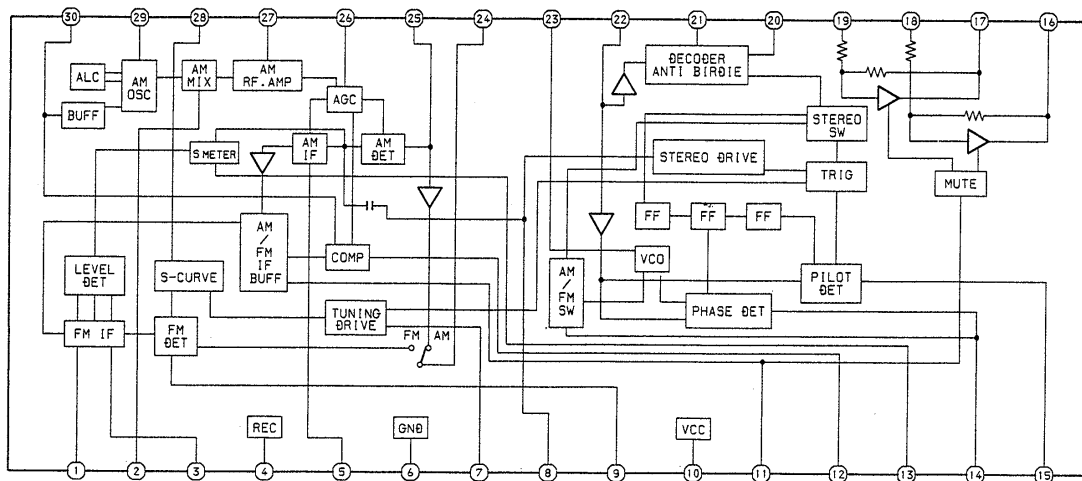 30 29 28 27 26 25 24 23 22 21 20 19 18 17 16
ALC
AM
OSC
AM
MIX
AM
RF.AMP
BUFF
AGC
S METER
AM
IF
AM
DET
DECODER
ANTI BIRDIE
STEREO
SW
STEREO DRIVE
TRIG
MUTE
FF
FF
FF
AM
/
FM
IF
BUFF
COMP
LEVEL
DET
S-CURVE
AM
/
FM
SW
VCO
PILOT
DET
PHASE DET
FM IF
FM
DET
TUNING
DRIVE
FM
AM
REC
GND
VCC
1 2 3 4 5 6 7 8 9 10 11 12 13 14 15